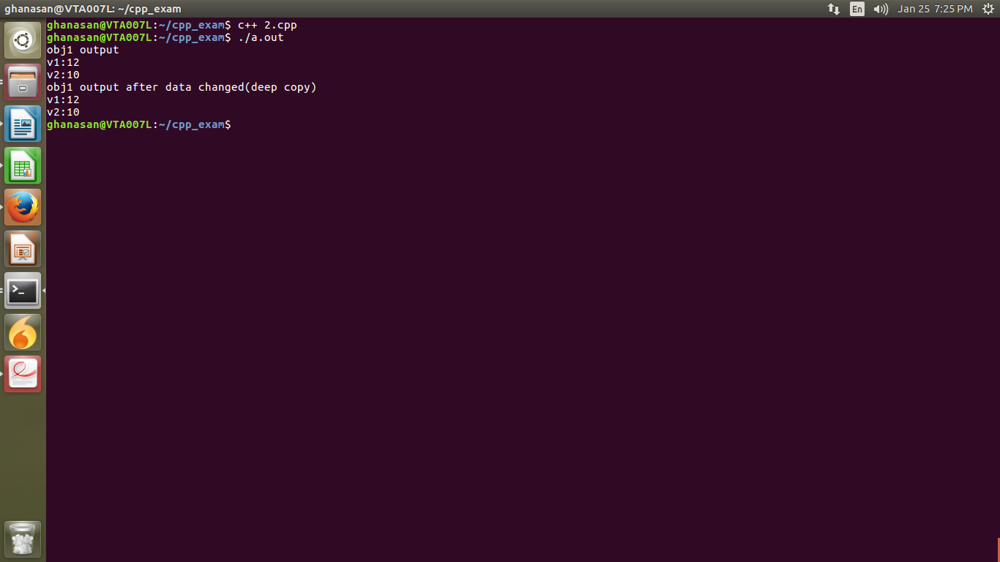 ghanasan@VTA007L: ~/cpp_exam
En
Jan 25 7:25 PM
ghanasan@VTA007L:~/cpp_exam$ c++ 2.cpp
ghanasan@VTA007L:~/cpp_exam$ ./a.out
obj1 output
v1:12
v2:10
obj1 output after data changed(deep copy)
v1:12
v2:10
ghanasan@VTA007L:~/cpp_exam$